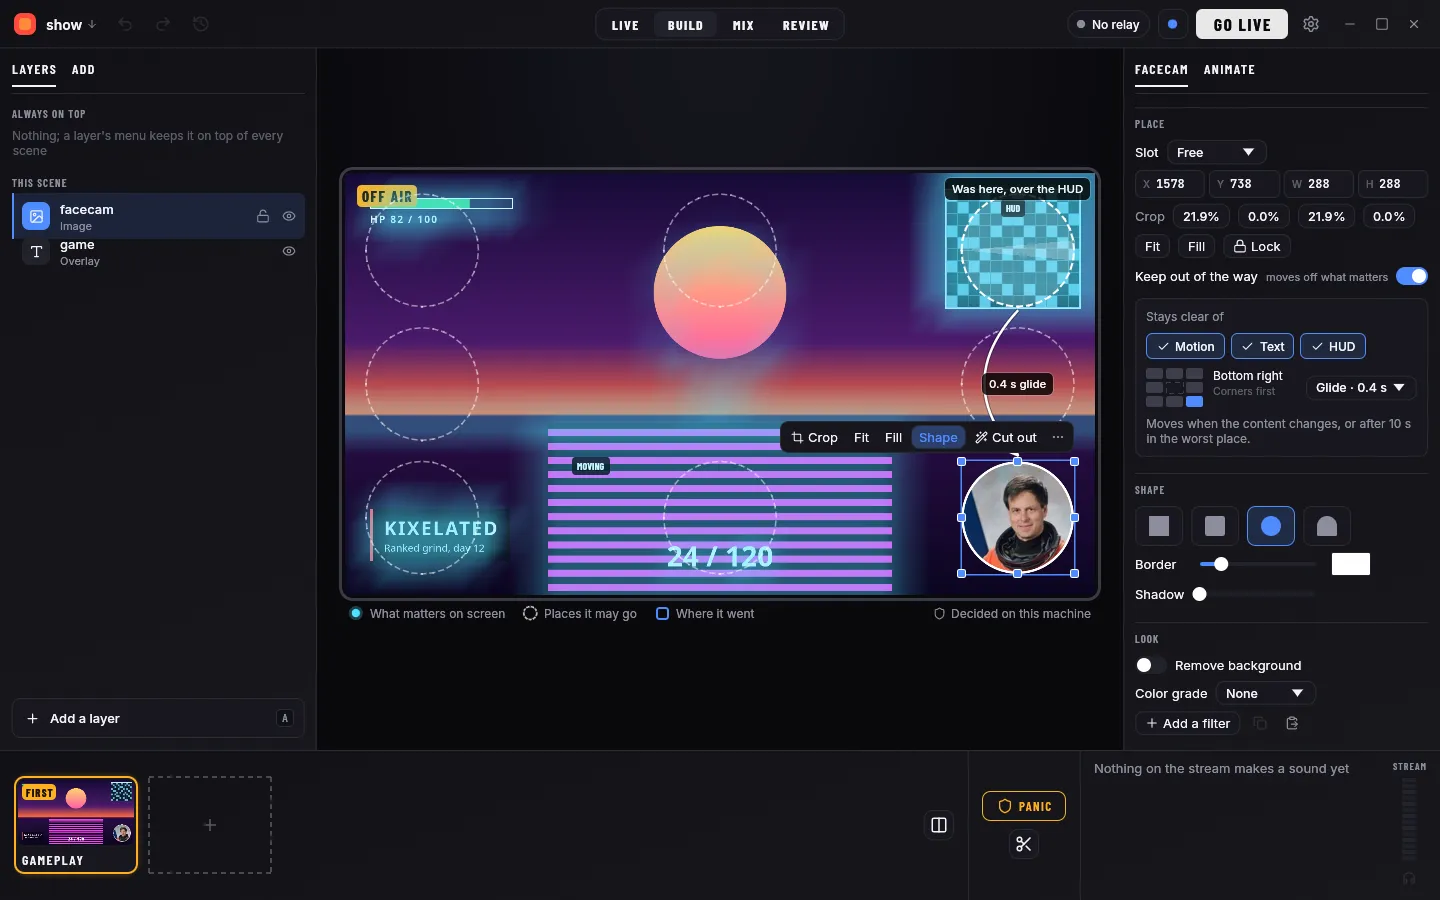 show
LIVE
BUILD
MIX
REVIEW
No relay
GO LIVE
LAYERS
ADD
ALWAYS ON TOP
Nothing; a layer's menu keeps it on top of every
scene
THIS SCENE
facecam
Image
game
Overlay
Add a layer
A
OFF AIR
HP 82 / 100
Was here, over the HUD
HUD
0.4 s glide
Crop
Fit
Fill
Shape
Cut out
MOVING
KIXELATED
Ranked grind, day 12
24 / 120
What matters on screen
Places it may go
Where it went
Decided on this machine
FACECAM
ANIMATE
PLACE
Slot
Free
X 1578
Y 738
W 288
H 288
Crop
21.9%
0.0%
21.9%
0.0%
Fit
Fill
Lock
Keep out of the way
moves off what matters
Stays clear of
Motion
Text
HUD
Bottom right
Corners first
Glide · 0.4 s
Moves when the content changes, or after 10 s
in the worst place.
SHAPE
Border
Shadow
LOOK
Remove background
Color grade
None
Add a filter
FIRST
GAMEPLAY
PANIC
Nothing on the stream makes a sound yet
STREAM